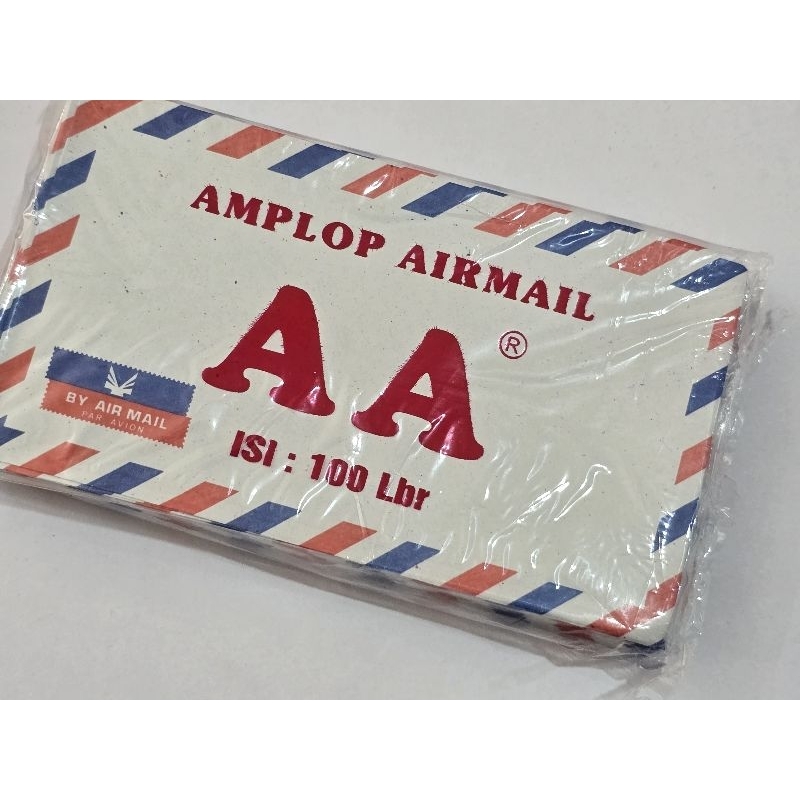 AMPLOP AIRMAIL
AA®
ISI : 100 Lbr
BY AIR MAIL
PAR AVION